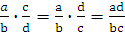 a/b · c/d = a/b · d/c = ad/bc